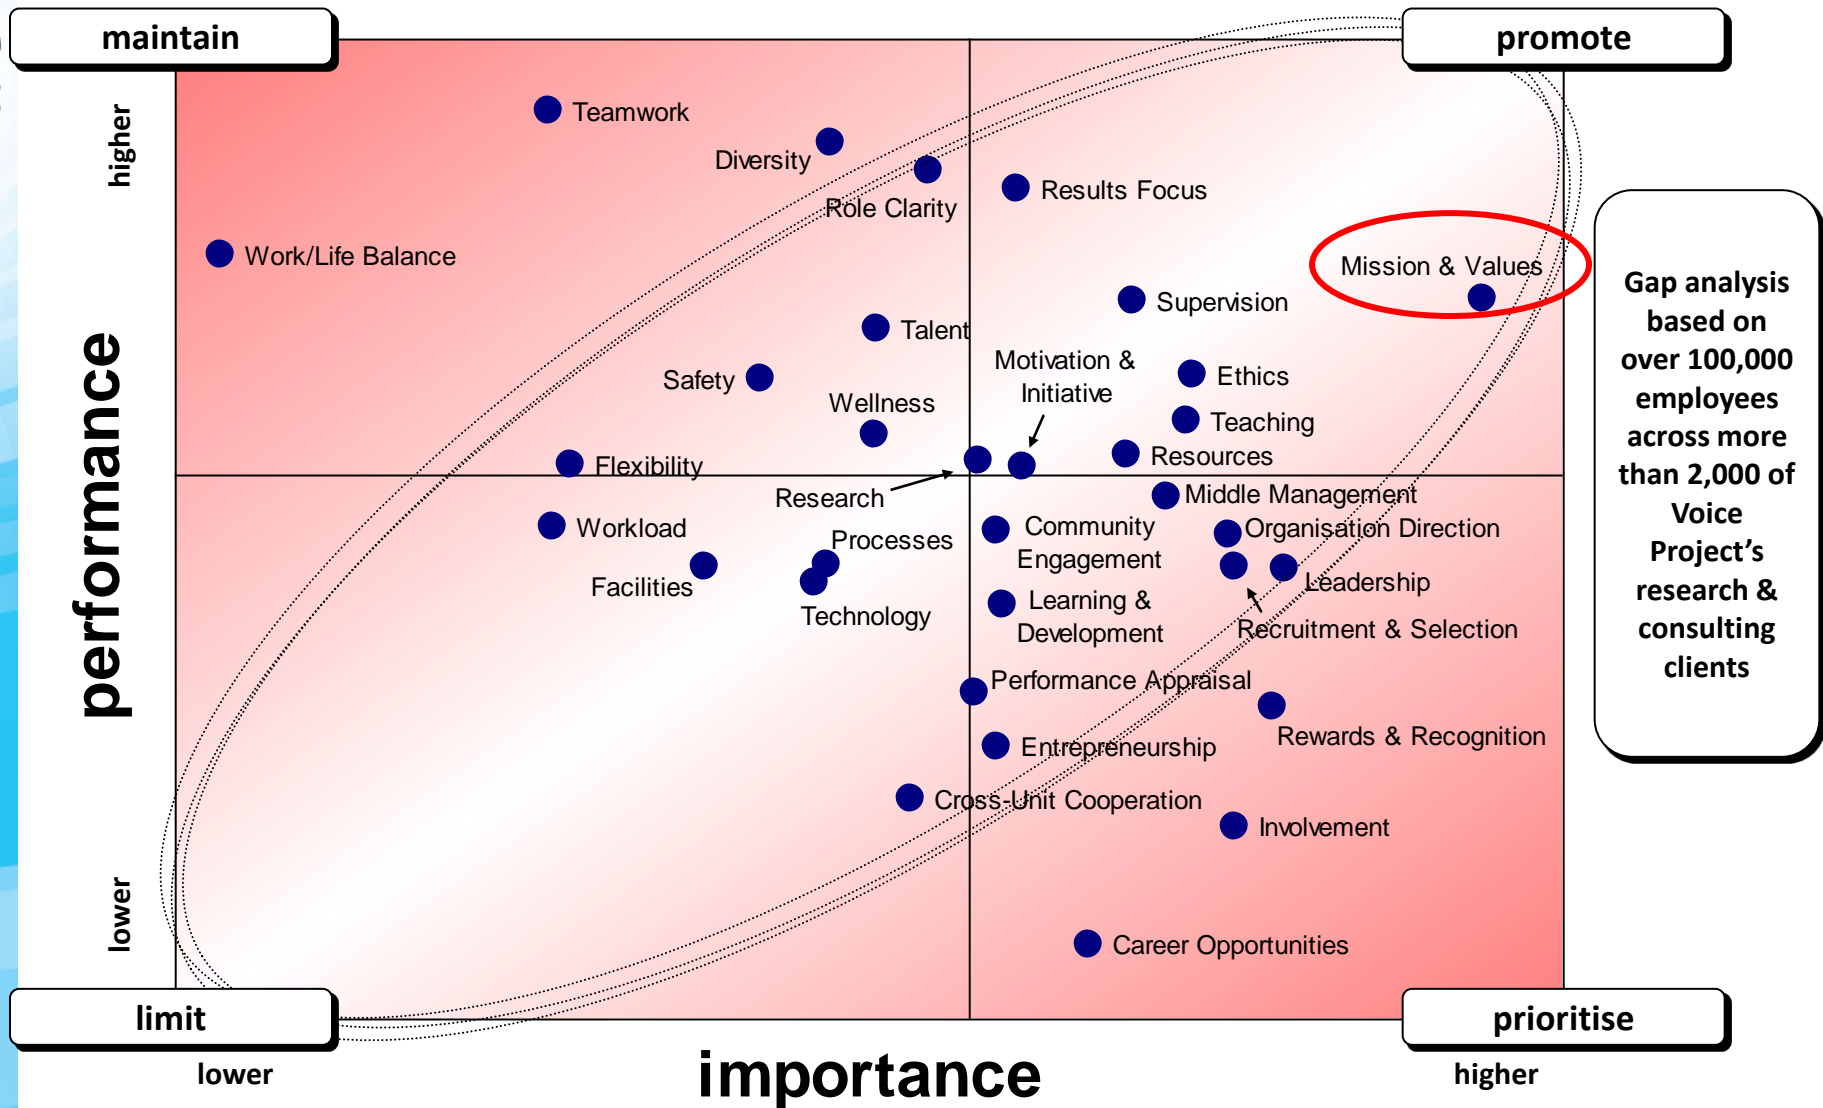 maintain
promote
higher
Teamwork
Diversity
Role Clarity
Results Focus
Work/Life Balance
Mission & Values
Supervision
Talent
Motivation &
Initiative
Safety
Ethics
Wellness
Teaching
Flexibility
Resources
Research
Middle Management
Workload
Community
Engagement
Organisation Direction
Processes
Facilities
Leadership
Technology
Learning &
Development
Recruitment & Selection
Performance Appraisal
Rewards & Recognition
Entrepreneurship
Cross-Unit Cooperation
Involvement
Career Opportunities
performance
lower
limit
prioritise
lower
importance
higher
Gap analysis
based on
over 100,000
employees
across more
than 2,000 of
Voice
Project's
research &
consulting
clients